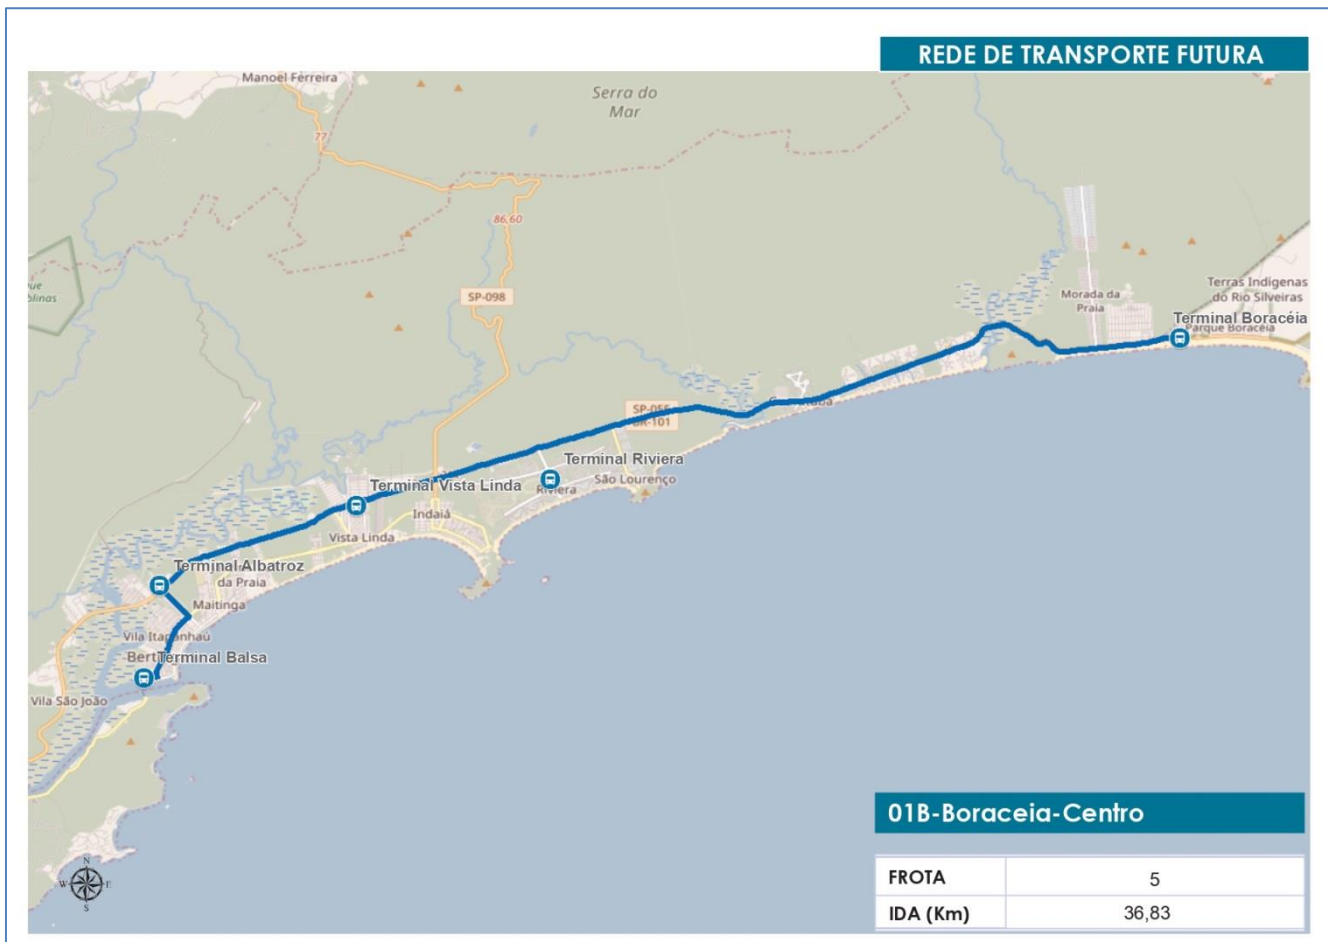 REDE DE TRANSPORTE FUTURA
Manoel Ferreira
Serra do
Mar
77
86,60
SP-098
Terras Indígenas
do Rio Silveiras
Morada da
Praia
Terminal Boracéia
Parque Boracéia
SP-055
BR-101
Terminal Riviera
Riviera
São Lourenço
Terminal Vista Linda
Indaiá
Vista Linda
Terminal Albatroz
da Praia
Maitinga
Vila Itapanhaú
Terminal Balsa
Vila São João
01B-Boraceia-Centro
N
W E
S
FROTA 5
IDA (Km) 36,83